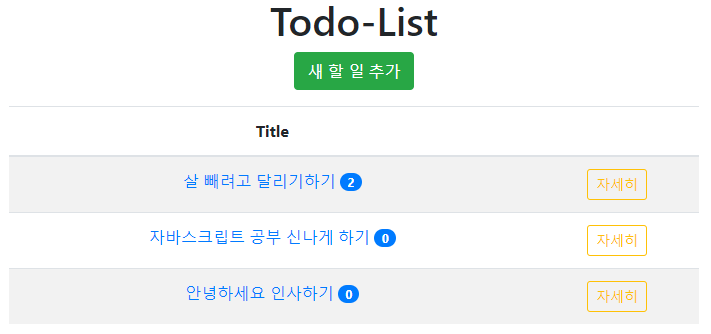 Todo-List
새 할 일 추가
Title
살 빼려고 달리기하기 2 자세히
자바스크립트 공부 신나게 하기 0 자세히
안녕하세요 인사하기 0 자세히